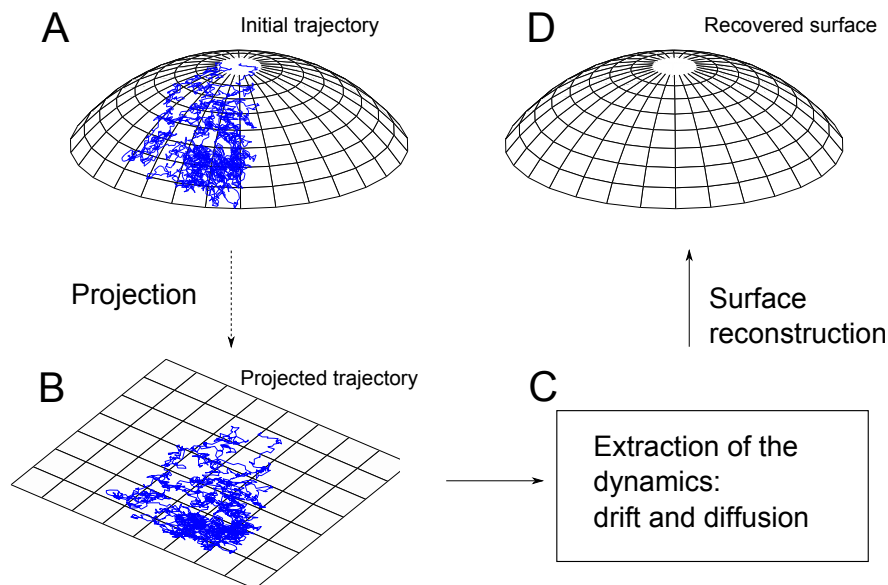 A
Initial trajectory
D
Recovered surface
Projection
Surface
reconstruction
B
Projected trajectory
C
Extraction of the
dynamics:
drift and diffusion